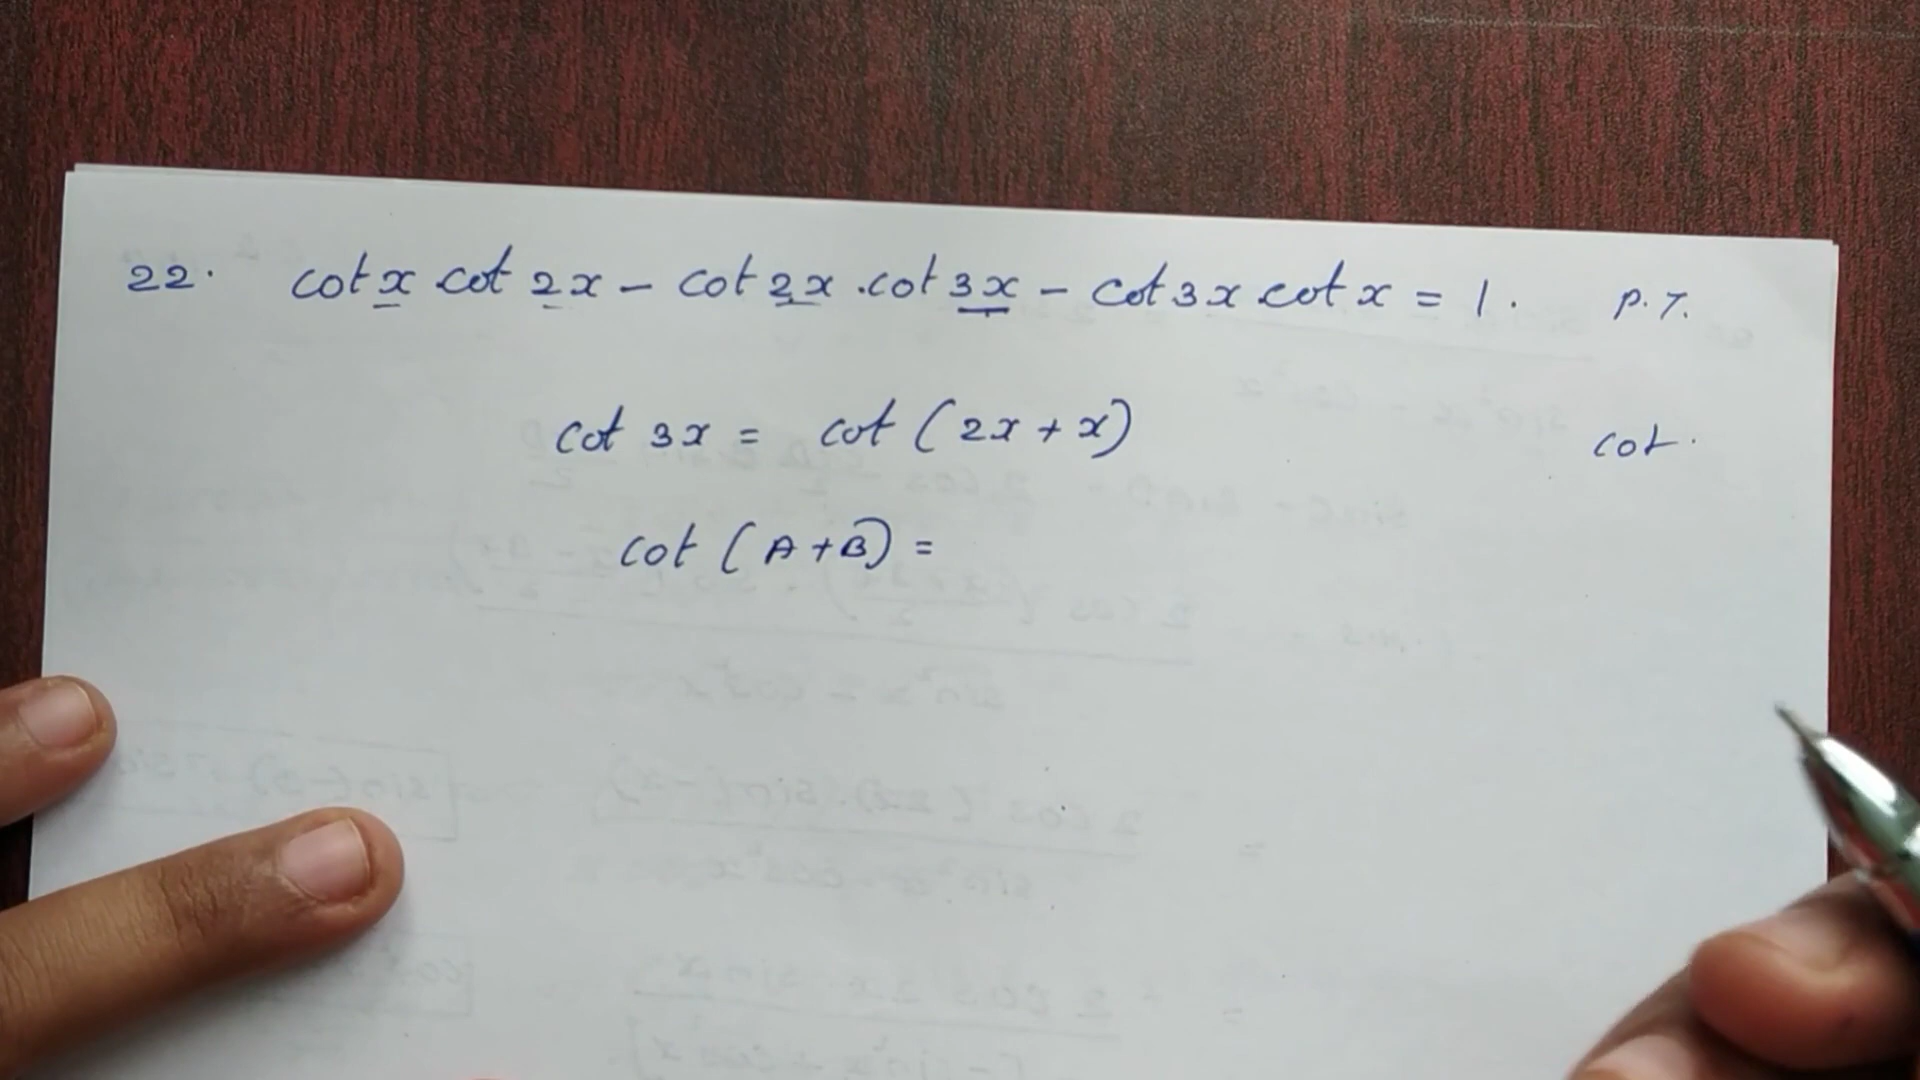 22. cot x cot 2x - cot 2x . cot 3x - cot 3x cot x = 1. P.T.
cot 3x = cot (2x + x) cot.
cot (A + B) =